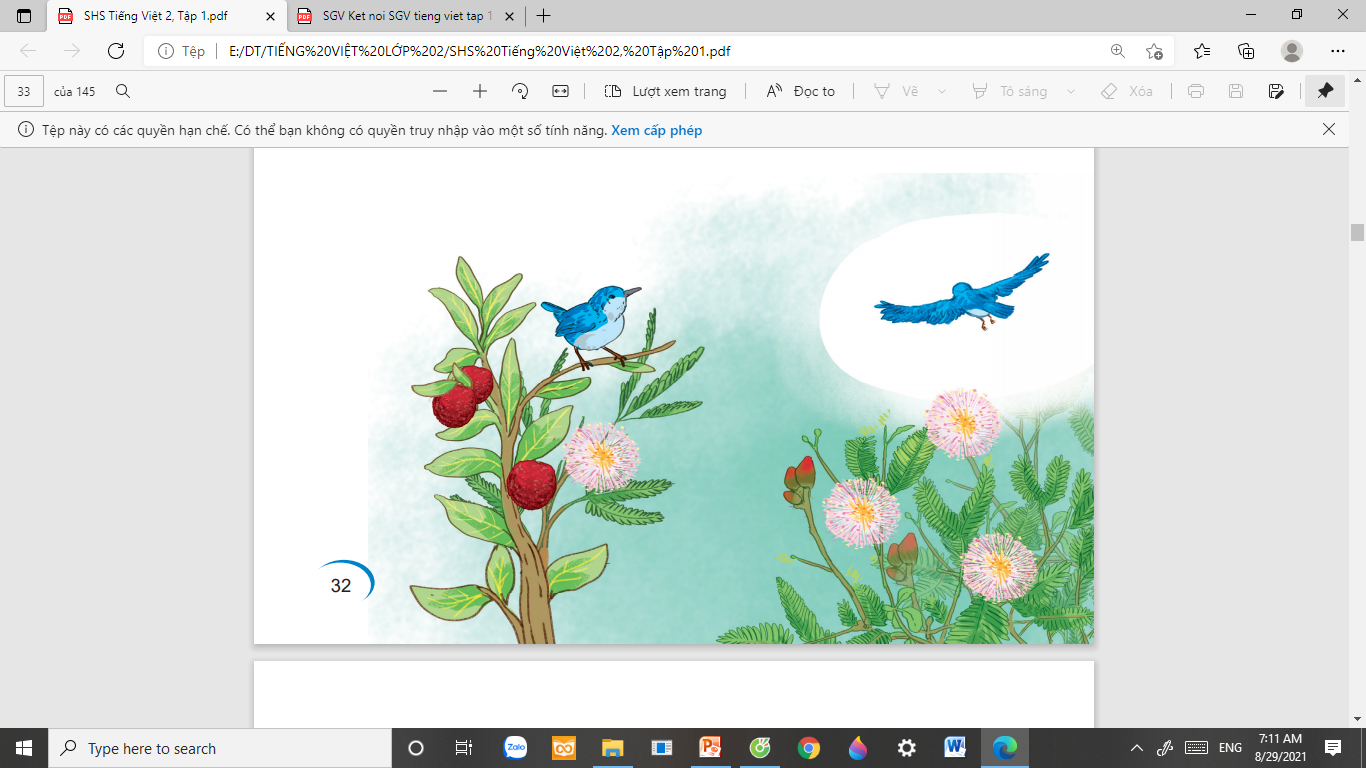 SHS Tiếng Việt 2, Tập 1.pdf
SGV Ket noi SGV tieng viet tap 1
Tệp
E:/DT/TIẾNG%20VIỆT%20LỚP%202/SHS%20Tiếng%20Việt%202,%20Tập%201.pdf
33 của 145
Lượt xem trang
Đọc to
Vẽ
Tô sáng
Xóa
Tệp này có các quyền hạn chế. Có thể bạn không có quyền truy nhập vào một số tính năng. Xem cấp phép
32
Type here to search
Zalo
ENG
7:11 AM
8/29/2021